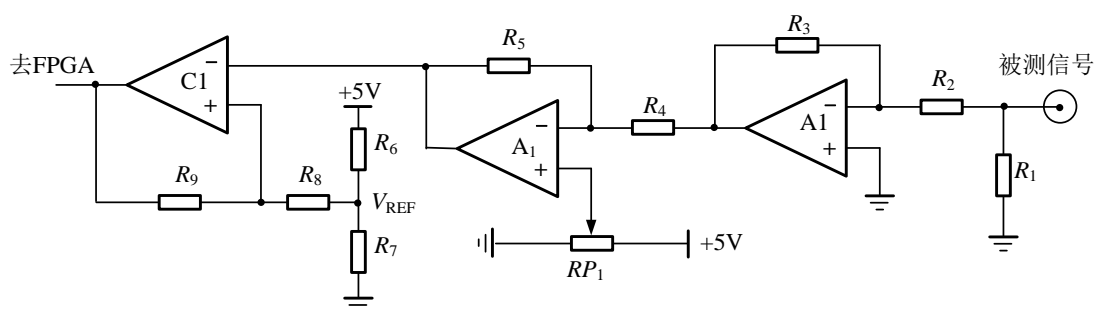 去FPGA
C1
−
+
+5V
R9
R8
R6
VREF
R7
R5
A1
−
+
RP1
+5V
R4
R3
A1
−
+
R2
R1
被测信号